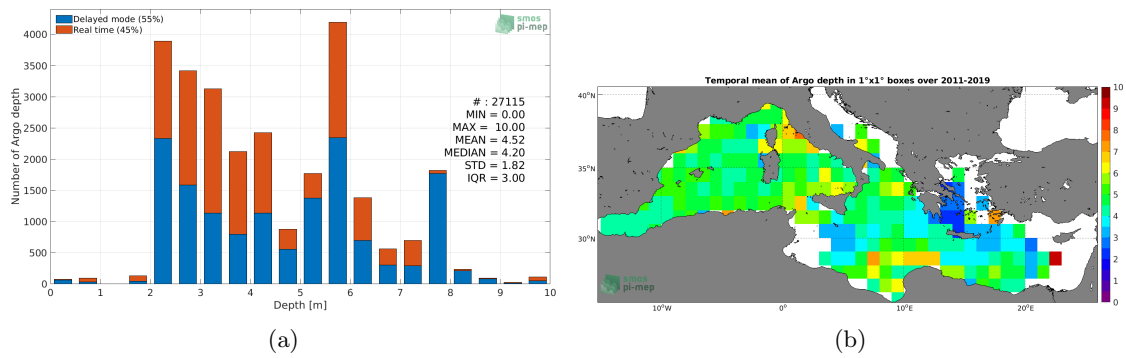 Delayed mode (55%)
Real time (45%)
smos
pi-mep
# : 27115
MIN = 0.00
MAX = 10.00
MEAN = 4.52
MEDIAN = 4.20
STD = 1.82
IQR = 3.00
Number of Argo depth
4000
3500
3000
2500
2000
1500
1000
500
0
0 1 2 3 4 5 6 7 8 9 10
Depth [m]
(a)
Temporal mean of Argo depth in 1°x1° boxes over 2011-2019
40°N
35°N
30°N
10°W 0° 10°E 20°E
smos
pi-mep
10
9
8
7
6
5
4
3
2
1
0
(b)